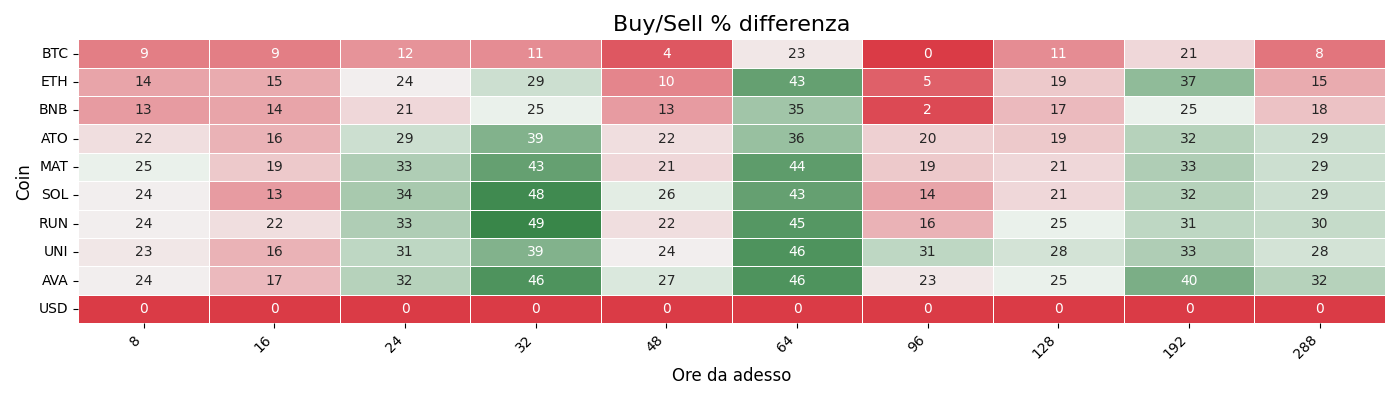 Buy/Sell % differenza
Coin
BTC 9 9 12 11 4 23 0 11 21 8
ETH 14 15 24 29 10 43 5 19 37 15
BNB 13 14 21 25 13 35 2 17 25 18
ATO 22 16 29 39 22 36 20 19 32 29
MAT 25 19 33 43 21 44 19 21 33 29
SOL 24 13 34 48 26 43 14 21 32 29
RUN 24 22 33 49 22 45 16 25 31 30
UNI 23 16 31 39 24 46 31 28 33 28
AVA 24 17 32 46 27 46 23 25 40 32
USD 0 0 0 0 0 0 0 0 0 0
8 16 24 32 48 64 96 128 192 288
Ore da adesso